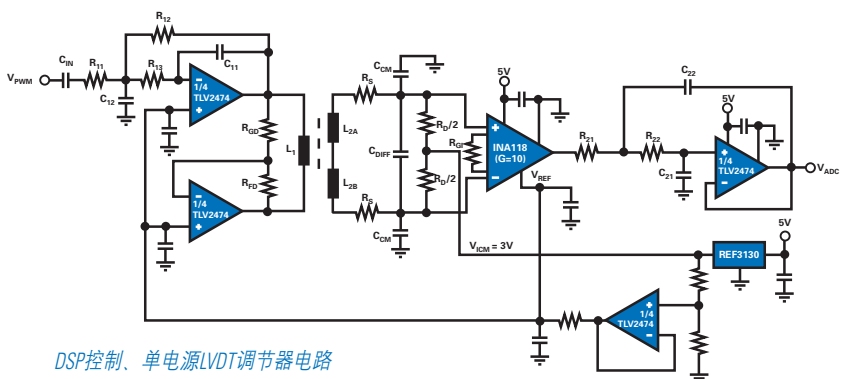 R12
CIN
R11
R13
C11
VPWM
C12
1/4
TLV2474
RGD
RFD
1/4
TLV2474
L1
L2A
L2B
RS
RS
CCM
CDIFF
CCM
RD/2
RD/2
RGI
5V
INA118
(G=10)
VREF
R21
R22
C22
C21
5V
1/4
TLV2474
VADC
VICM = 3V
REF3130
5V
1/4
TLV2474
DSP控制、单电源LVDT调节器电路